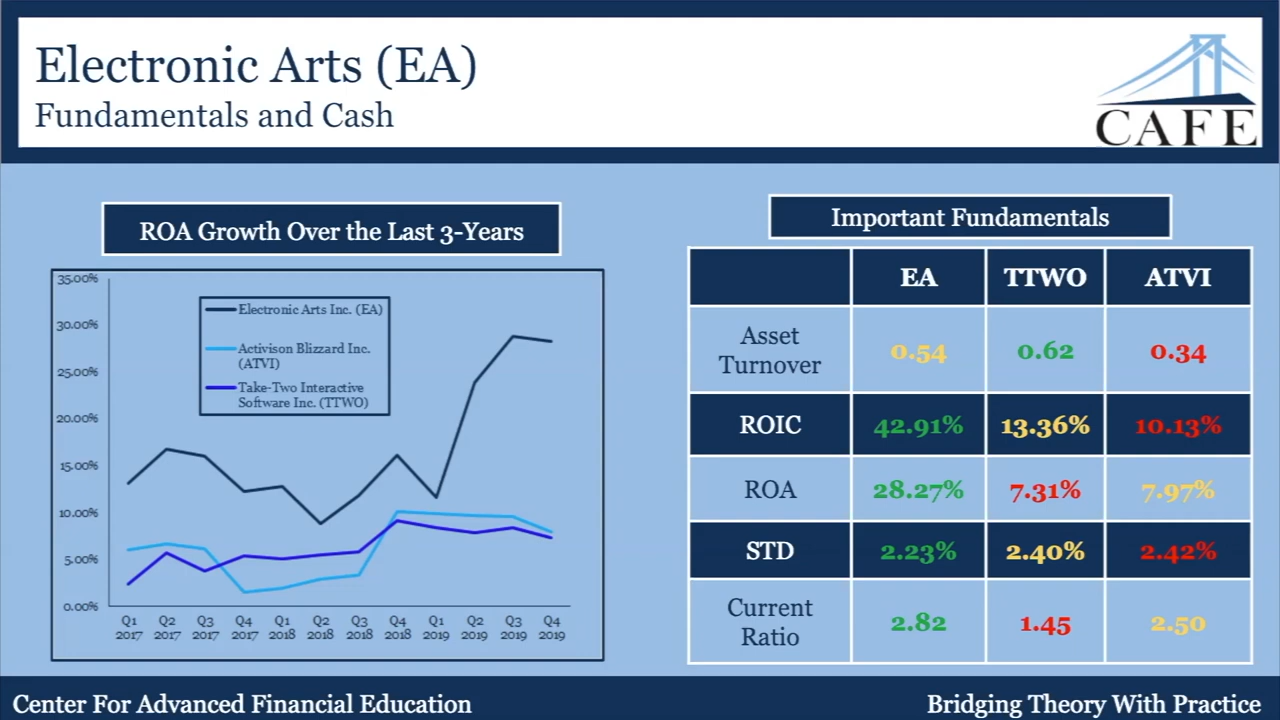 Electronic Arts (EA)
Fundamentals and Cash
CAFE
ROA Growth Over the Last 3-Years
35.00%
30.00%
25.00%
20.00%
15.00%
10.00%
5.00%
0.00%
Electronic Arts Inc. (EA)
Activison Blizzard Inc.
(ATVI)
Take-Two Interactive
Software Inc. (TTWO)
Q1 Q2 Q3 Q4 Q1 Q2 Q3 Q4 Q1 Q2 Q3 Q4
2017 2017 2017 2017 2018 2018 2018 2018 2019 2019 2019 2019
Important Fundamentals
EA TTWO ATVI
Asset
Turnover
0.54 0.62 0.34
ROIC 42.91% 13.36% 10.13%
ROA 28.27% 7.31% 7.97%
STD 2.23% 2.40% 2.42%
Current
Ratio
2.82 1.45 2.50
Center For Advanced Financial Education
Bridging Theory With Practice